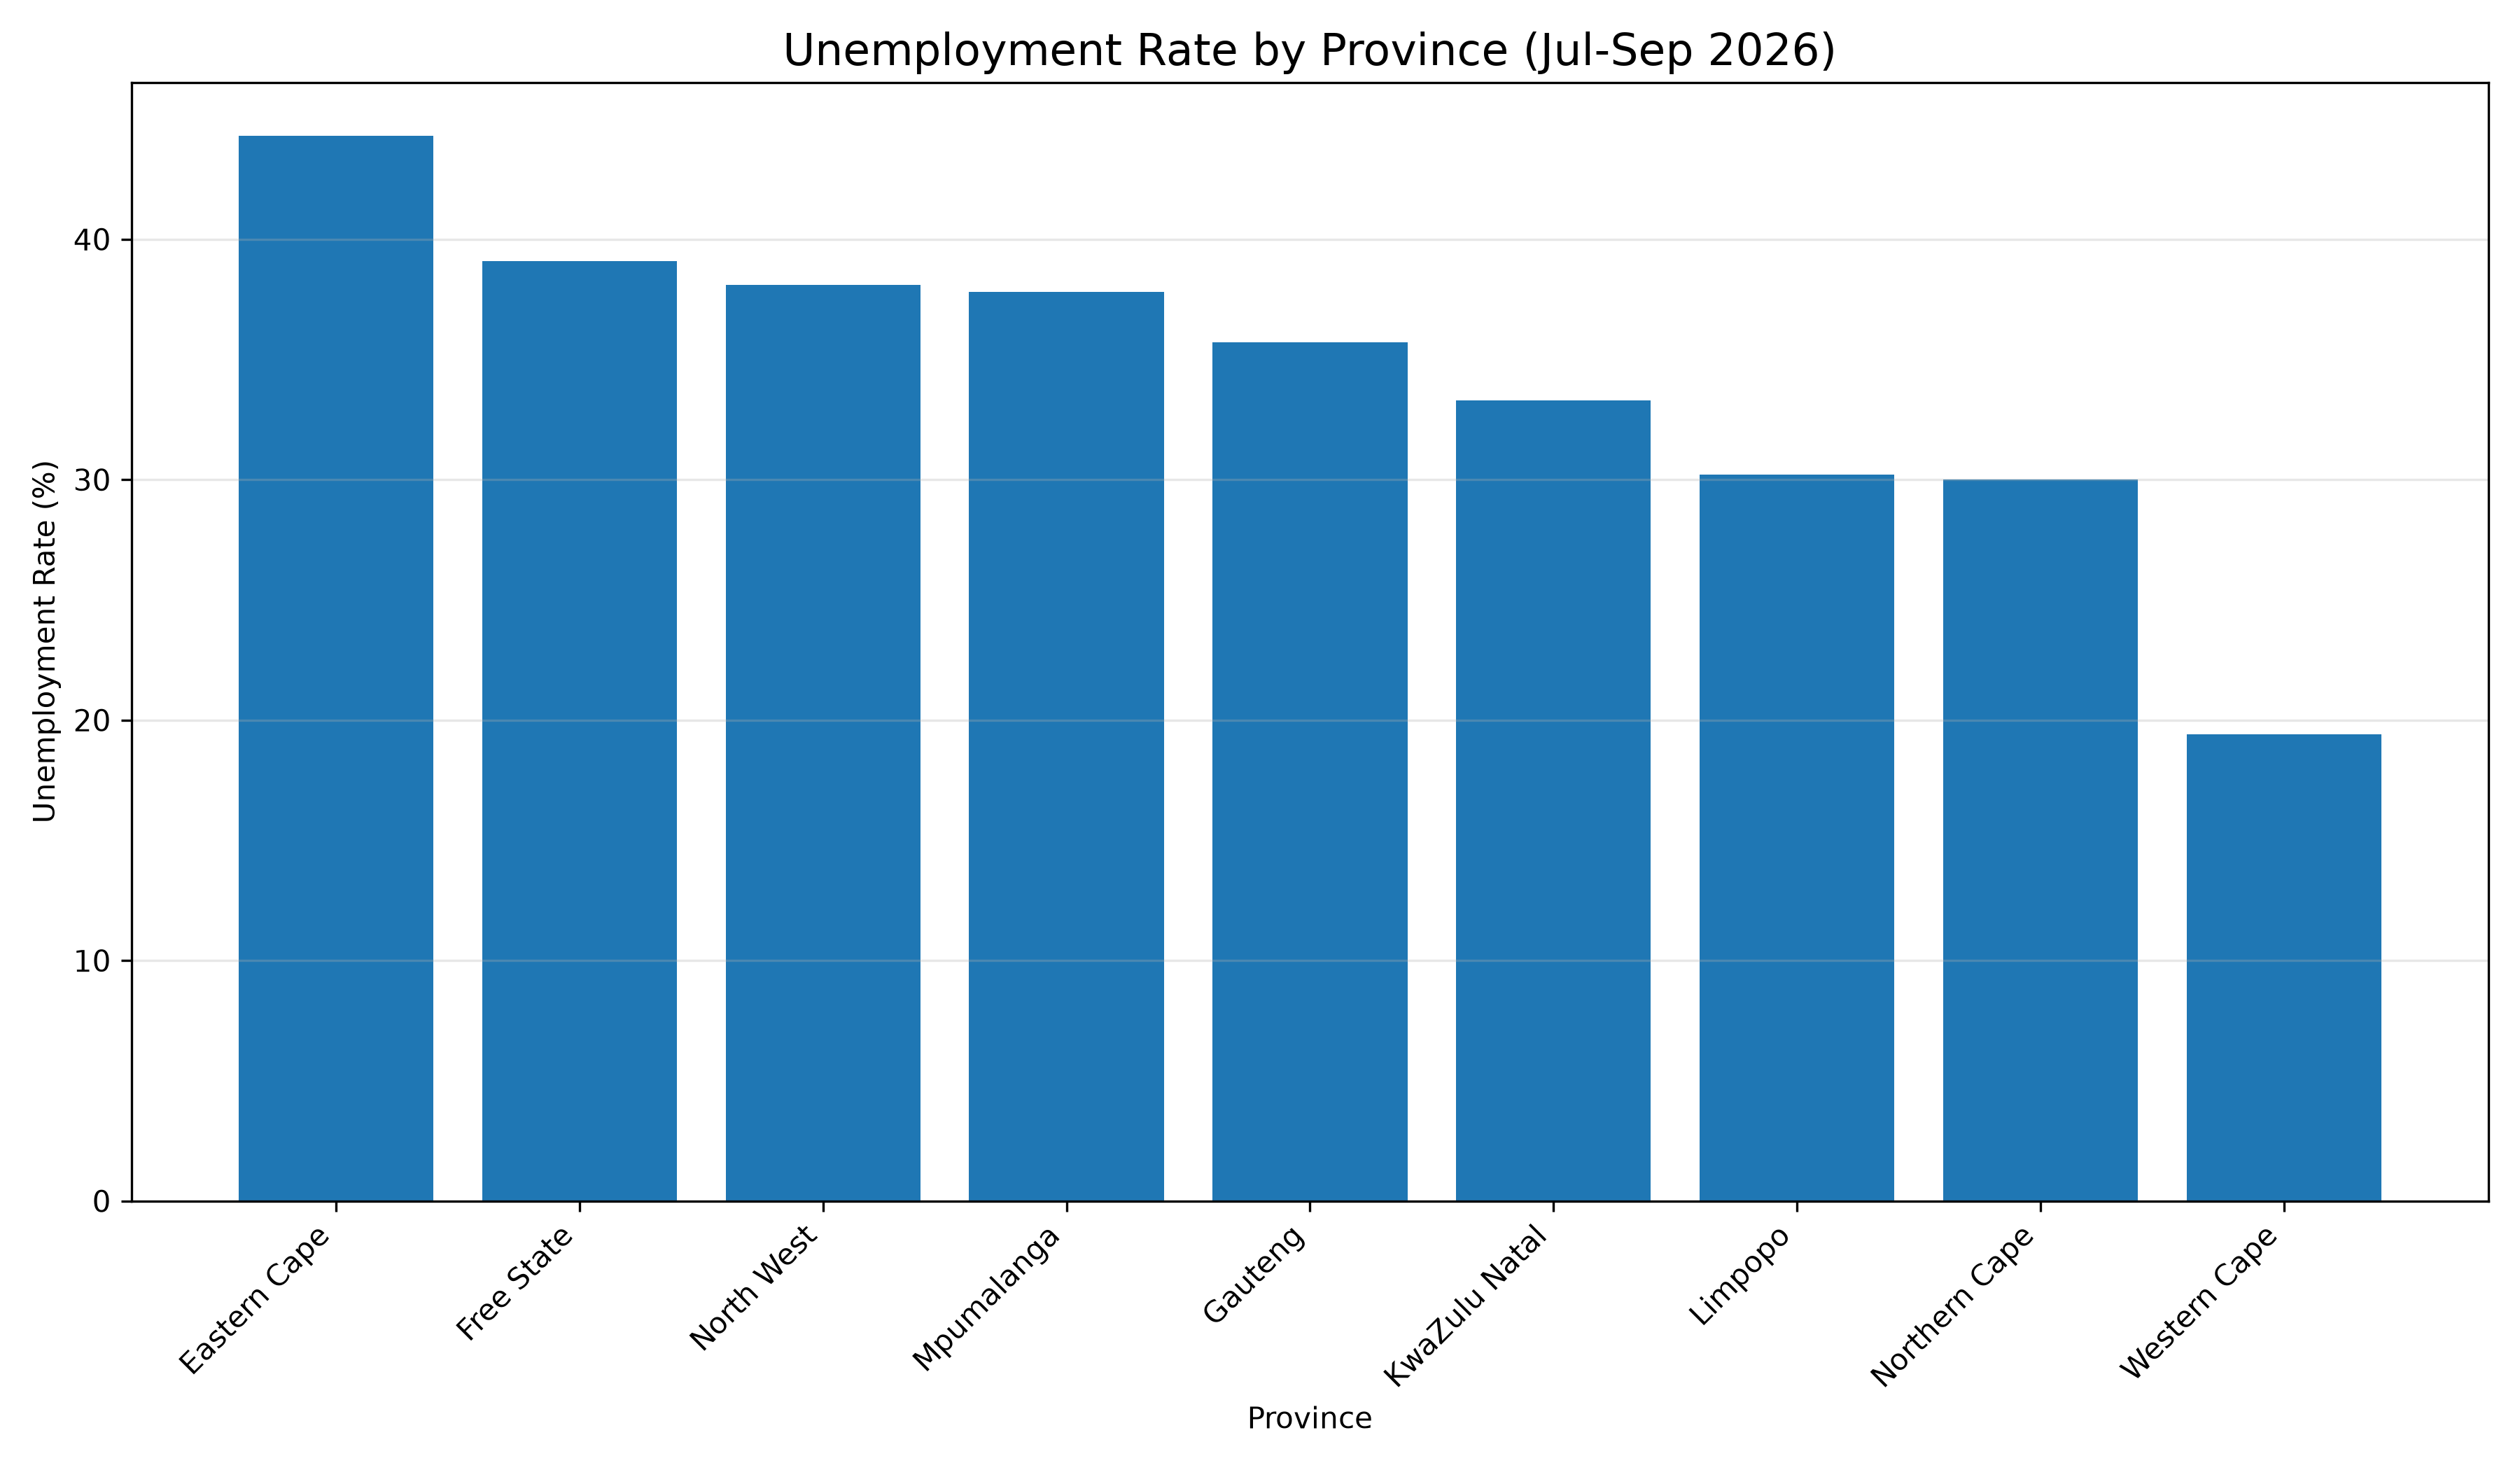 Unemployment Rate by Province (Jul-Sep 2026)
Unemployment Rate (%)
40
30
20
10
0
Eastern Cape
Free State
North West
Mpumalanga
Gauteng
KwaZulu Natal
Limpopo
Northern Cape
Western Cape
Province